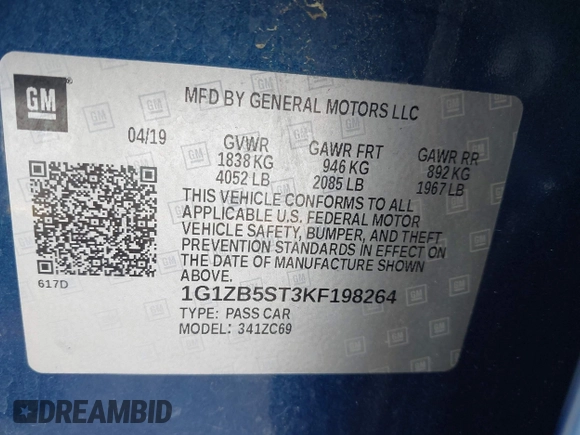 GM
MFD BY GENERAL MOTORS LLC
04/19
GVWR GAWR FRT GAWR RR
1838 KG 946 KG 892 KG
4052 LB 2085 LB 1967 LB
THIS VEHICLE CONFORMS TO ALL
APPLICABLE U.S. FEDERAL MOTOR
VEHICLE SAFETY, BUMPER, AND THEFT
PREVENTION STANDARDS IN EFFECT ON
THE DATE OF MANUFACTURE SHOWN
ABOVE.
617D
1G1ZB5ST3KF198264
TYPE: PASS CAR
MODEL: 341ZC69
DREAMBID